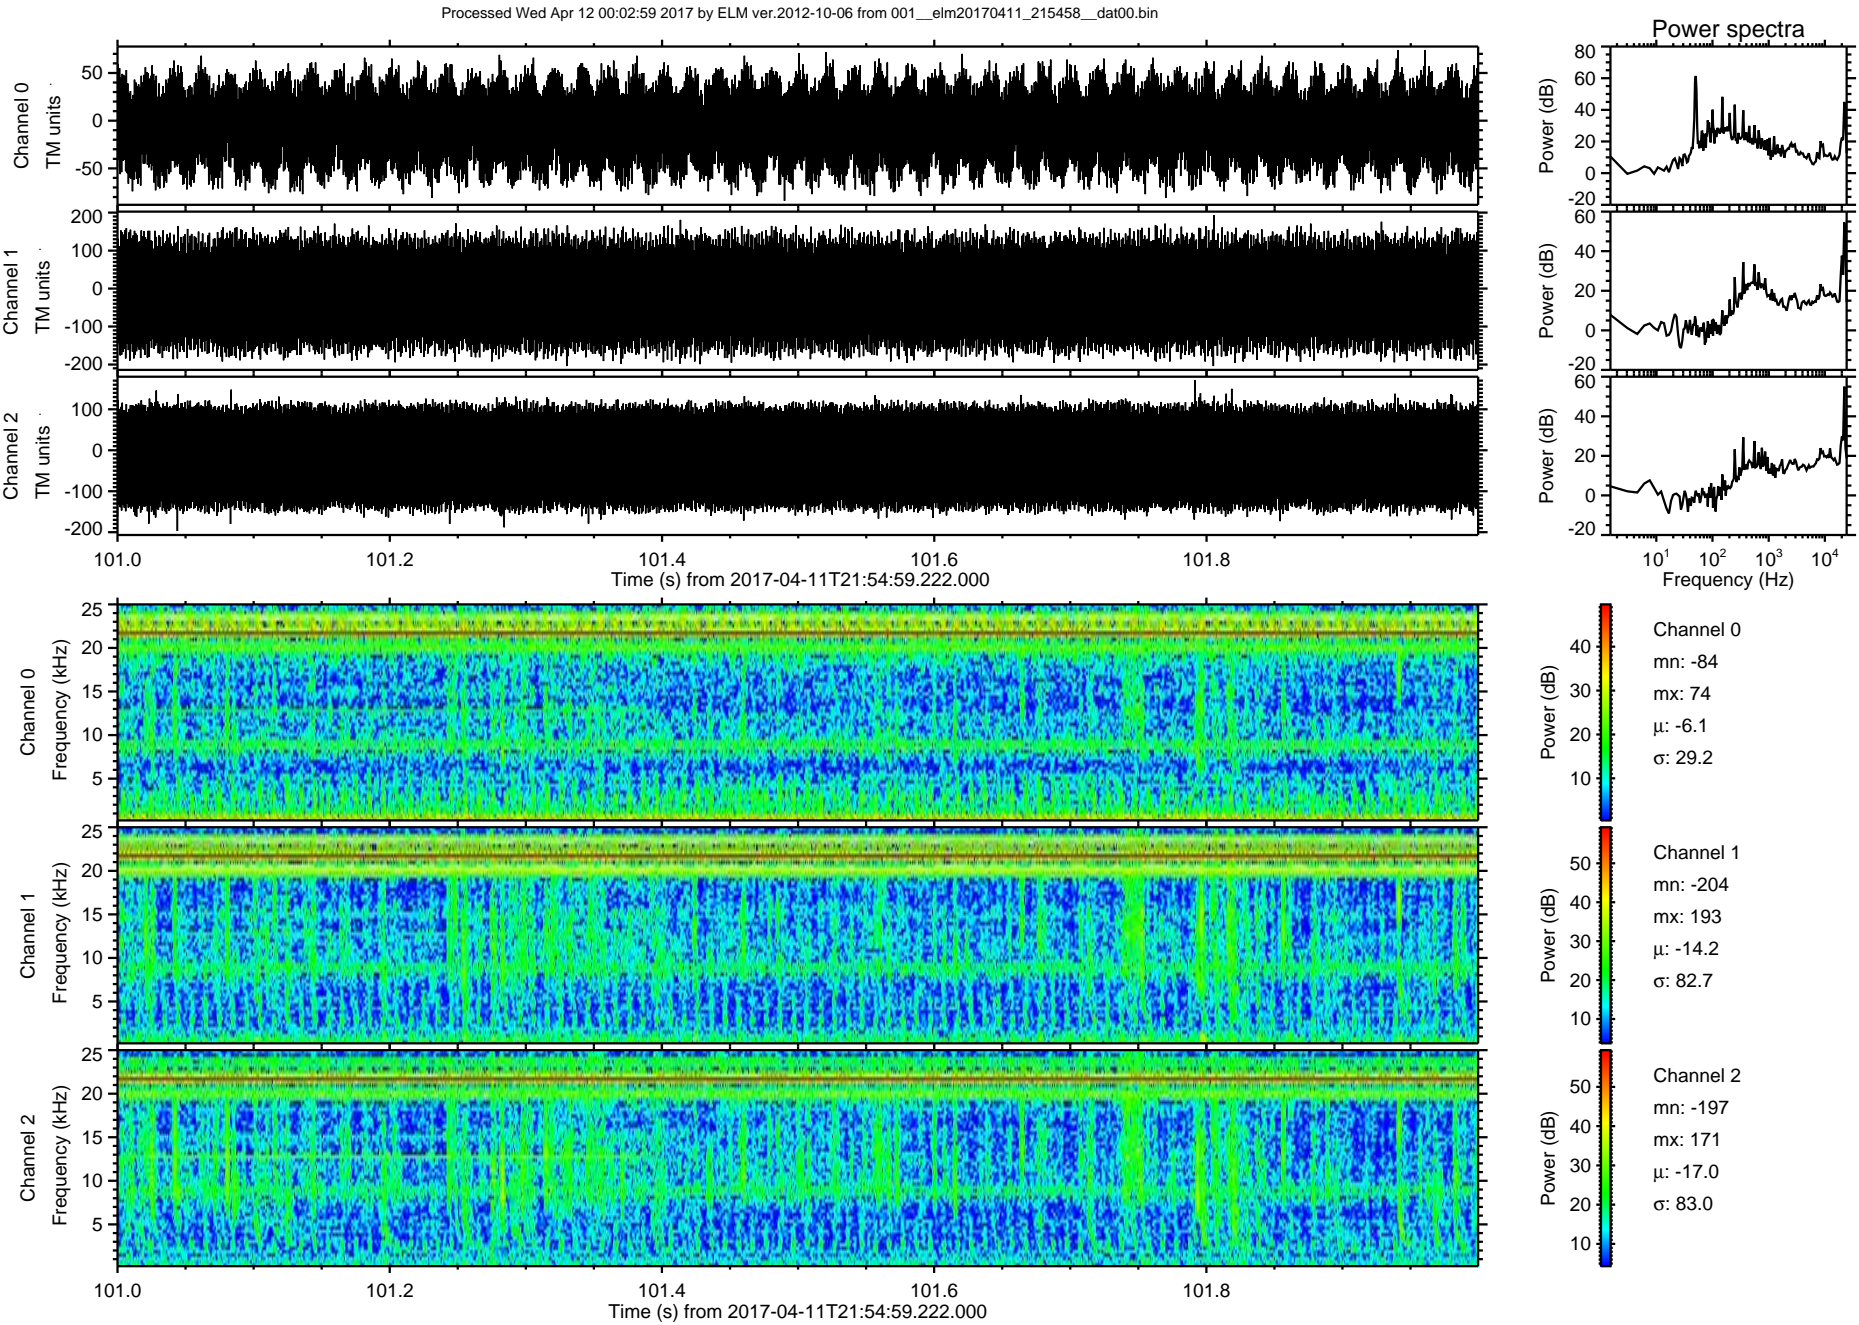 Processed Wed Apr 12 00:02:59 2017 by ELM ver.2012-10-06 from 001__elm20170411_215458__dat00.bin
Power spectra
Channel 0
TM units
50
0
-50
Power (dB)
80
60
40
20
0
-20
Channel 1
TM units
200
100
0
-100
-200
Power (dB)
60
40
20
0
-20
Channel 2
TM units
100
0
-100
-200
Power (dB)
60
40
20
0
-20
101.0 101.2 101.4 101.6 101.8
Time (s) from 2017-04-11T21:54:59.222.000
10¹ 10² 10³ 10⁴
Frequency (Hz)
Channel 0
Frequency (kHz)
25
20
15
10
5
Power (dB)
40
30
20
10
Channel 0
mn: -84
mx: 74
μ: -6.1
σ: 29.2
Channel 1
Frequency (kHz)
25
20
15
10
5
Power (dB)
50
40
30
20
10
Channel 1
mn: -204
mx: 193
μ: -14.2
σ: 82.7
Channel 2
Frequency (kHz)
25
20
15
10
5
Power (dB)
50
40
30
20
10
Channel 2
mn: -197
mx: 171
μ: -17.0
σ: 83.0
101.0 101.2 101.4 101.6 101.8
Time (s) from 2017-04-11T21:54:59.222.000